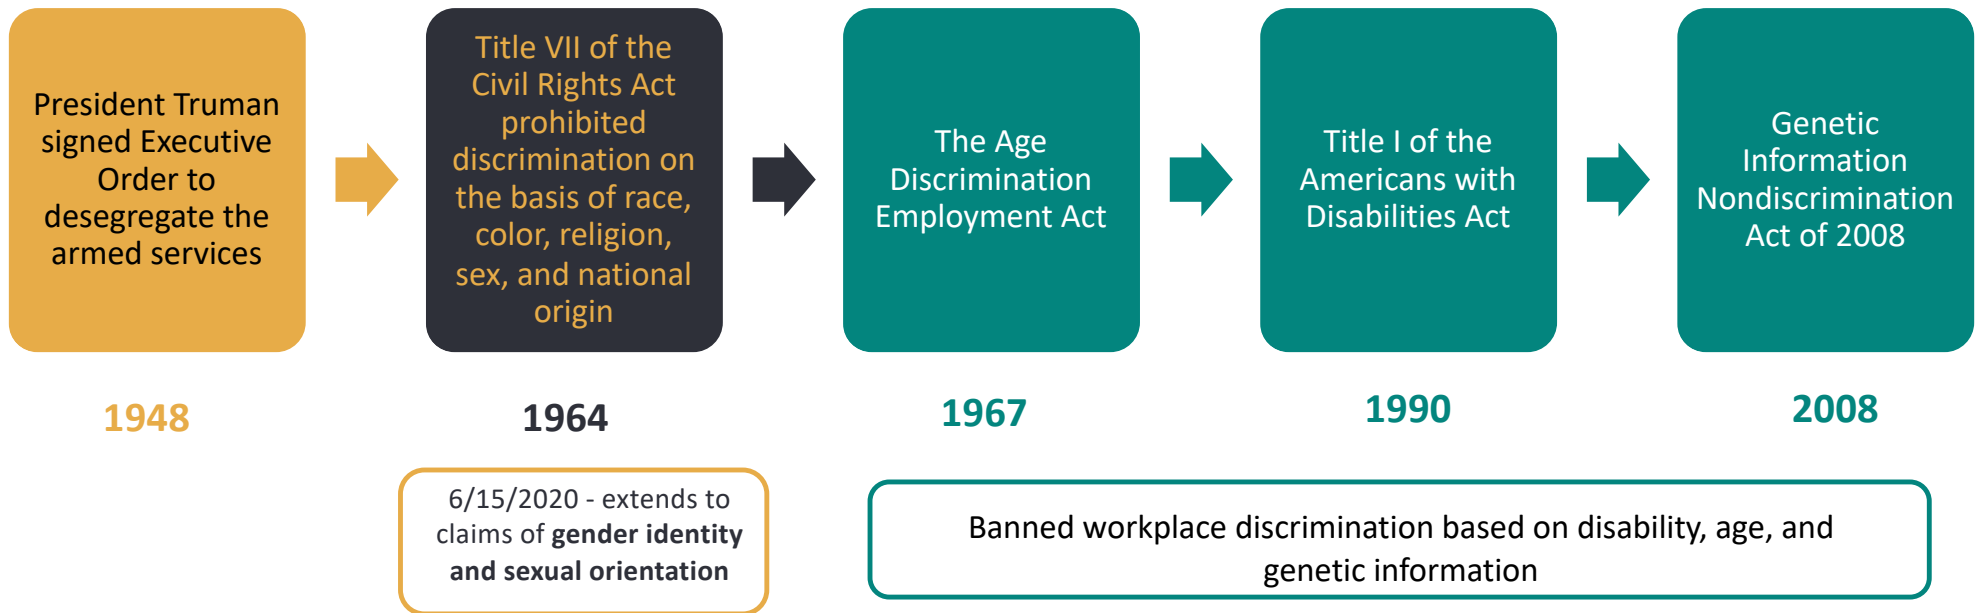 President Truman
signed Executive
Order to
desegregate the
armed services
Title VII of the
Civil Rights Act
prohibited
discrimination on
the basis of race,
color, religion,
sex, and national
origin
The Age
Discrimination
Employment Act
Title I of the
Americans with
Disabilities Act
Genetic
Information
Nondiscrimination
Act of 2008
1948
1964
1967
1990
2008
6/15/2020 - extends to
claims of gender identity
and sexual orientation
Banned workplace discrimination based on disability, age, and
genetic information